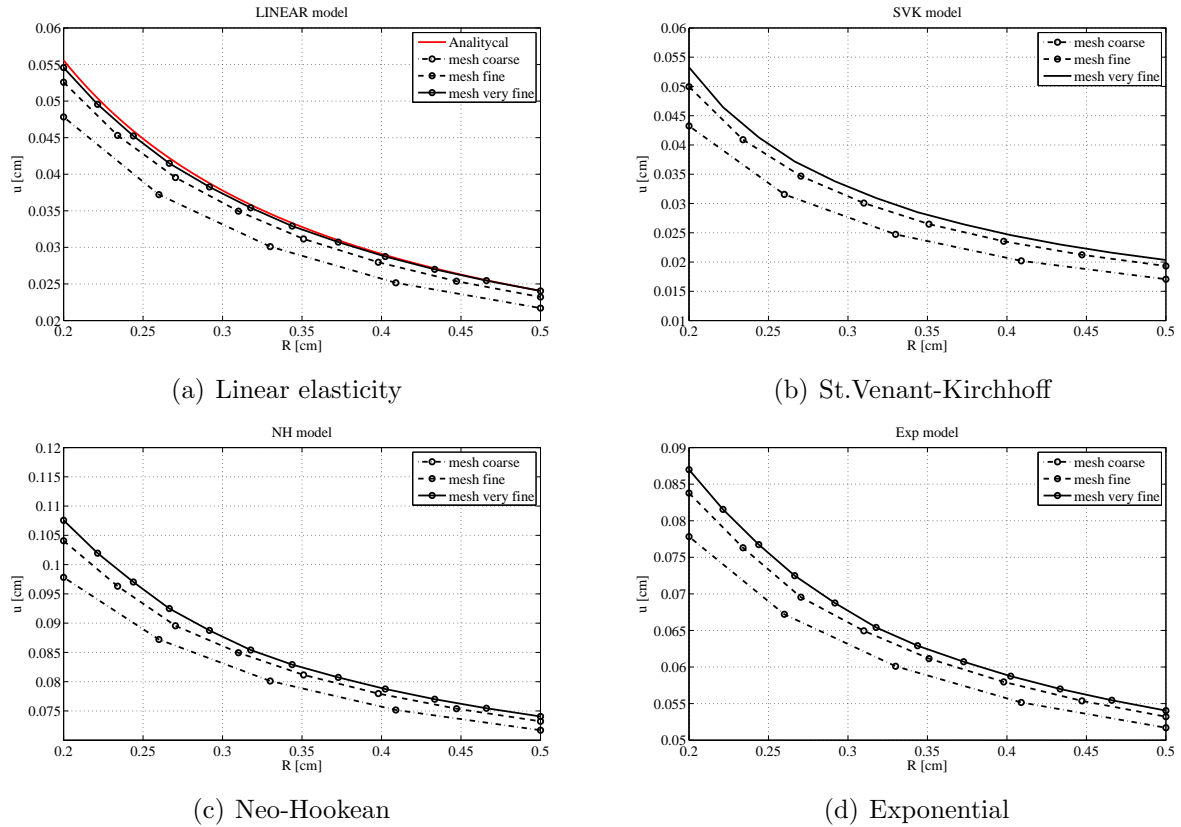 LINEAR model
0.06
0.055
0.05
0.045
0.04
0.035
0.03
0.025
0.02
u [cm]
0.2 0.25 0.3 0.35 0.4 0.45 0.5
R [cm]
Analitycal
mesh coarse
mesh fine
mesh very fine
(a) Linear elasticity
SVK model
0.06
0.055
0.05
0.045
0.04
0.035
0.03
0.025
0.02
0.015
0.01
u [cm]
0.2 0.25 0.3 0.35 0.4 0.45 0.5
R [cm]
mesh coarse
mesh fine
mesh very fine
(b) St.Venant-Kirchhoff
NH model
0.12
0.115
0.11
0.105
0.1
0.095
0.09
0.085
0.08
0.075
u [cm]
0.2 0.25 0.3 0.35 0.4 0.45 0.5
R [cm]
mesh coarse
mesh fine
mesh very fine
(c) Neo-Hookean
Exp model
0.09
0.085
0.08
0.075
0.07
0.065
0.06
0.055
0.05
u [cm]
0.2 0.25 0.3 0.35 0.4 0.45 0.5
R [cm]
mesh coarse
mesh fine
mesh very fine
(d) Exponential